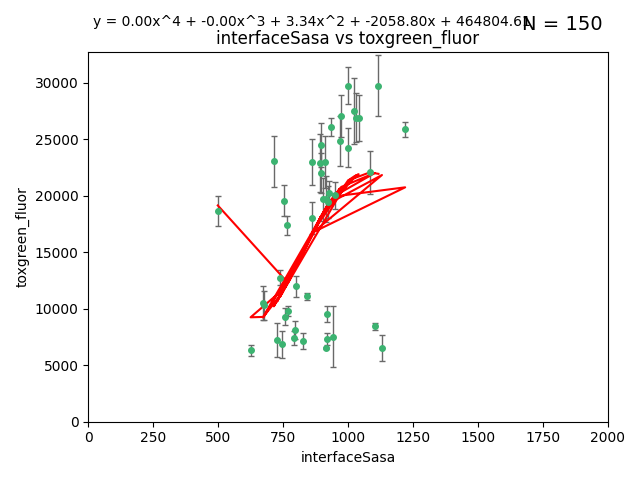 y = 0.00x^4 + -0.00x^3 + 3.34x^2 + -2058.80x + 464804.61
N = 150
interfaceSasa vs toxgreen_fluor
30000
25000
20000
15000
10000
5000
0
toxgreen_fluor
0 250 500 750 1000 1250 1500 1750 2000
interfaceSasa